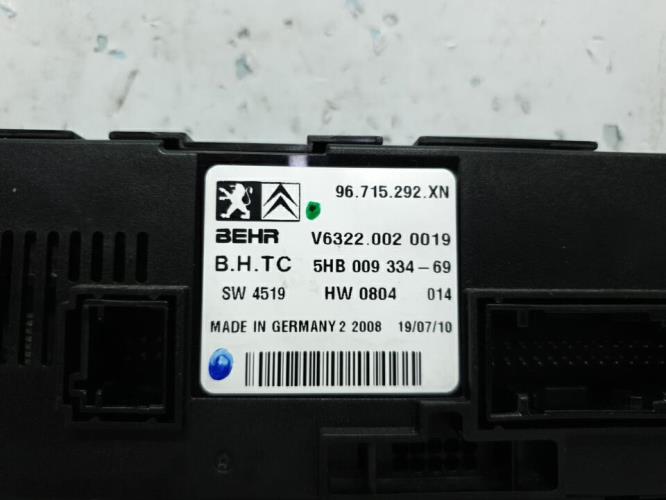 96.715.292.XN
BEHR V6322.002 0019
B.H.TC 5HB 009 334-69
SW 4519 HW 0804 014
MADE IN GERMANY 2 2008 19/07/10